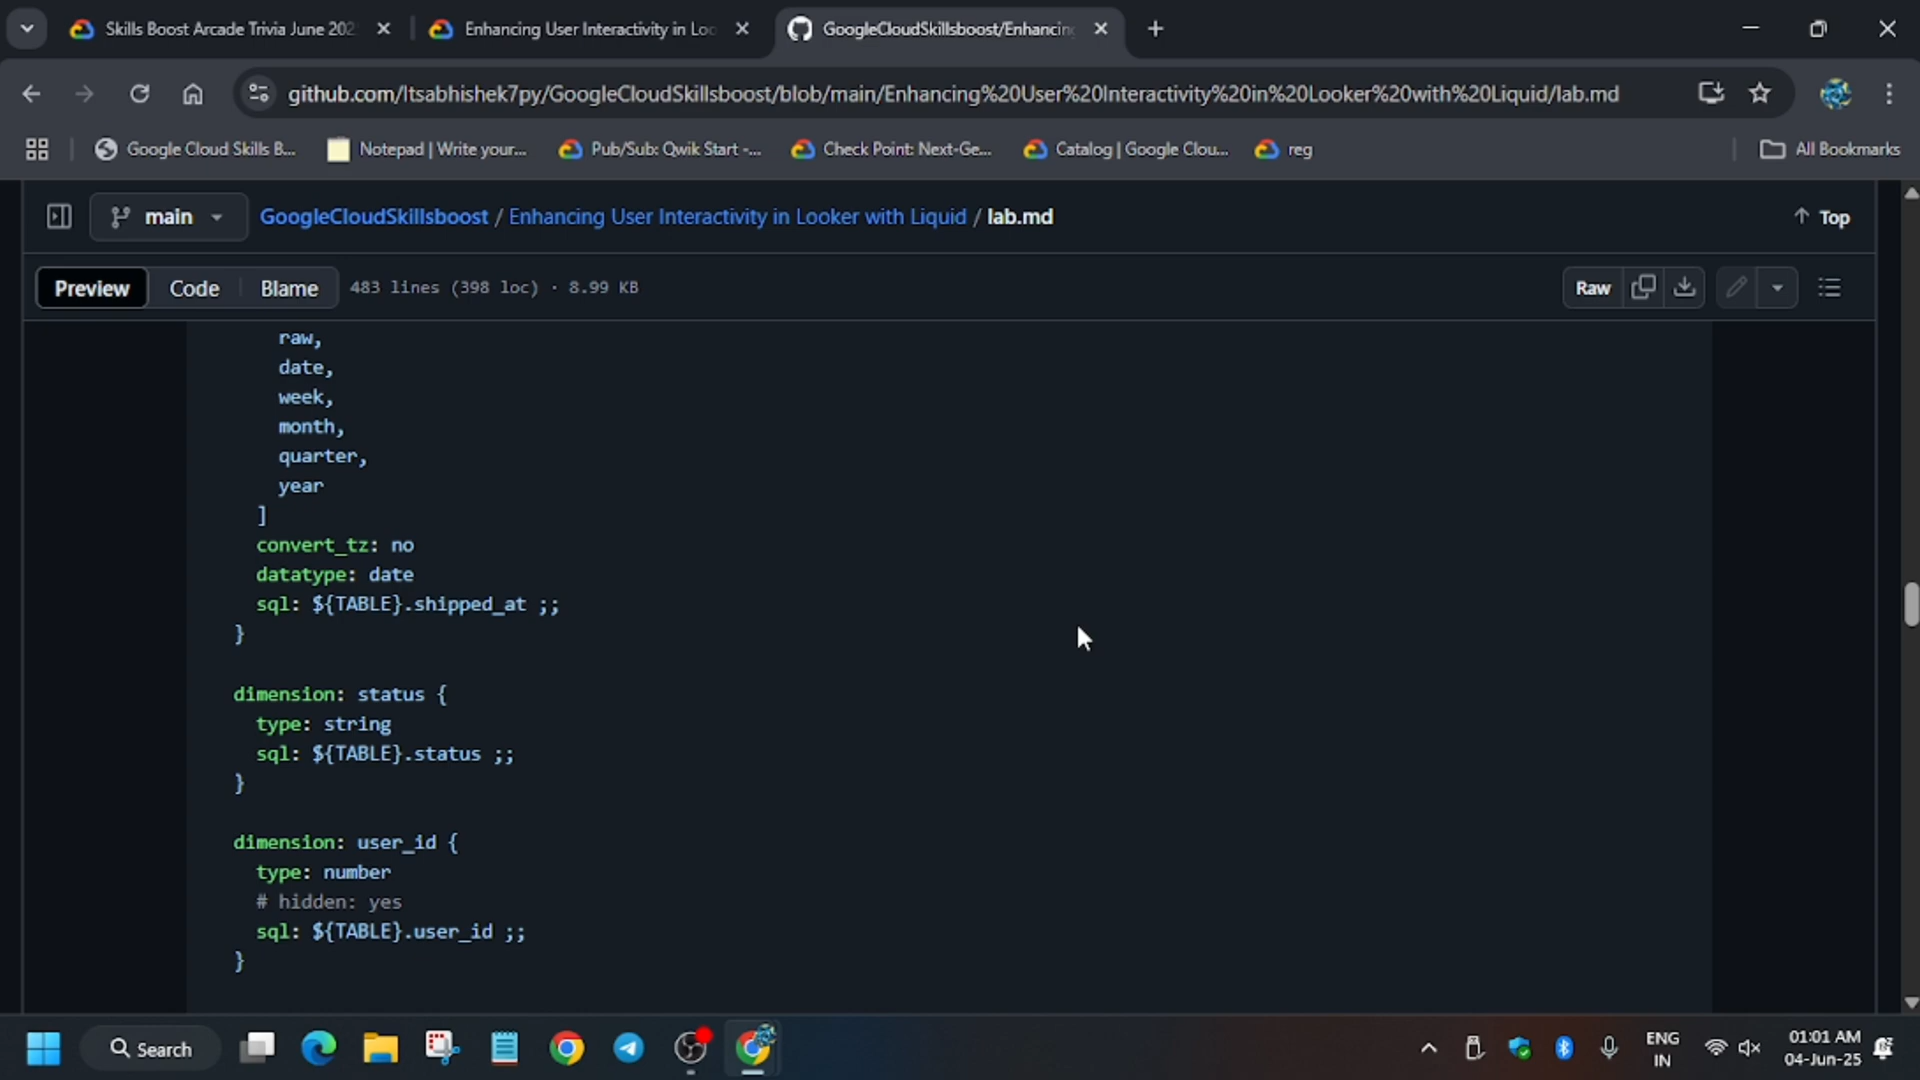 Skills Boost Arcade Trivia June 202
Enhancing User Interactivity in Loo
GoogleCloudSkillsboost/Enhancing
github.com/Itsabhishek7py/GoogleCloudSkillsboost/blob/main/Enhancing%20User%20Interactivity%20in%20Looker%20with%20Liquid/lab.md
Google Cloud Skills B...
Notepad | Write your...
Pub/Sub: Qwik Start -...
Check Point: Next-Ge...
Catalog | Google Clou...
reg
All Bookmarks
main
GoogleCloudSkillsboost / Enhancing User Interactivity in Looker with Liquid / lab.md
Top
Preview
Code
Blame
483 lines (398 loc) · 8.99 KB
Raw
raw,
date,
week,
month,
quarter,
year
]
convert_tz: no
datatype: date
sql: ${TABLE}.shipped_at ;;
}
dimension: status {
type: string
sql: ${TABLE}.status ;;
}
dimension: user_id {
type: number
# hidden: yes
sql: ${TABLE}.user_id ;;
}
Search
ENG
IN
01:01 AM
04-Jun-25